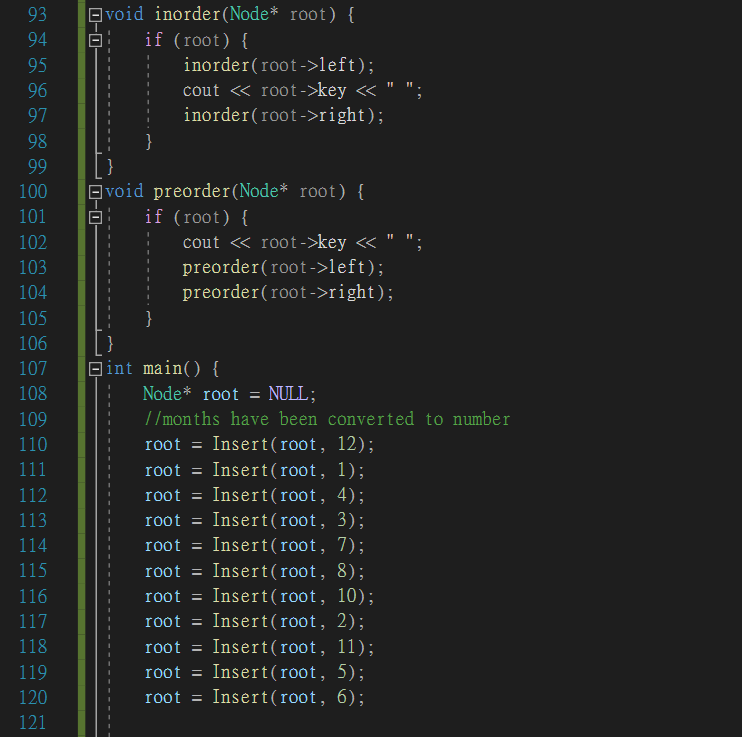 93 void inorder(Node* root) {
94 if (root) {
95 inorder(root->left);
96 cout << root->key << " ";
97 inorder(root->right);
98 }
99 }
100 void preorder(Node* root) {
101 if (root) {
102 cout << root->key << " ";
103 preorder(root->left);
104 preorder(root->right);
105 }
106 }
107 int main() {
108 Node* root = NULL;
109 //months have been converted to number
110 root = Insert(root, 12);
111 root = Insert(root, 1);
112 root = Insert(root, 4);
113 root = Insert(root, 3);
114 root = Insert(root, 7);
115 root = Insert(root, 8);
116 root = Insert(root, 10);
117 root = Insert(root, 2);
118 root = Insert(root, 11);
119 root = Insert(root, 5);
120 root = Insert(root, 6);
121